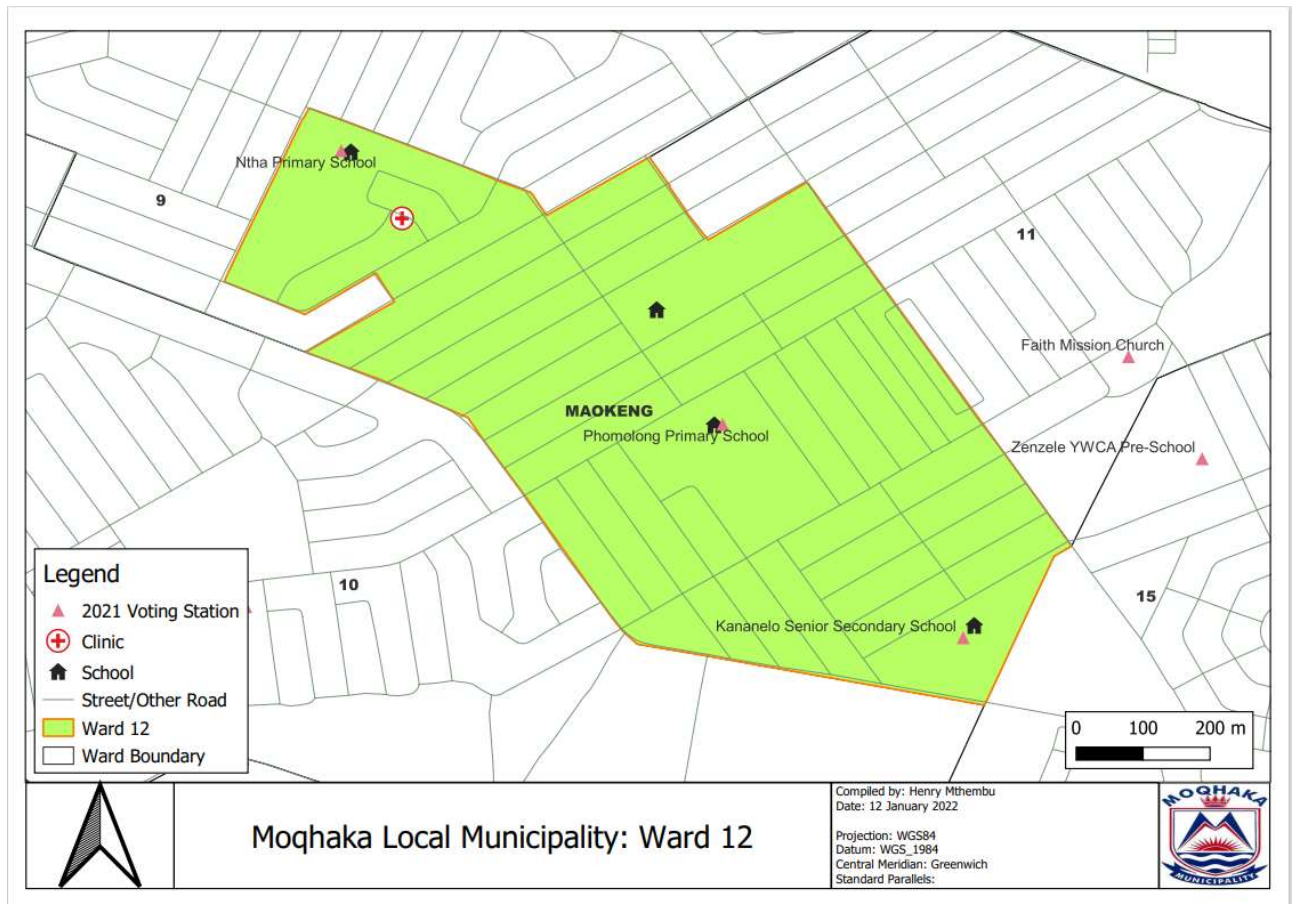 Ntha Primary School
9
11
Faith Mission Church
MAOKENG
Phomolong Primary School
Zenzele YWCA Pre-School
10
15
Kananelo Senior Secondary School
Legend
2021 Voting Station
Clinic
School
Street/Other Road
Ward 12
Ward Boundary
0 100 200 m
Moqhaka Local Municipality: Ward 12
Compiled by: Henry Mthembu
Date: 12 January 2022
Projection: WGS84
Datum: WGS_1984
Central Meridian: Greenwich
Standard Parallels:
MOQHAKA
MUNICIPALITY